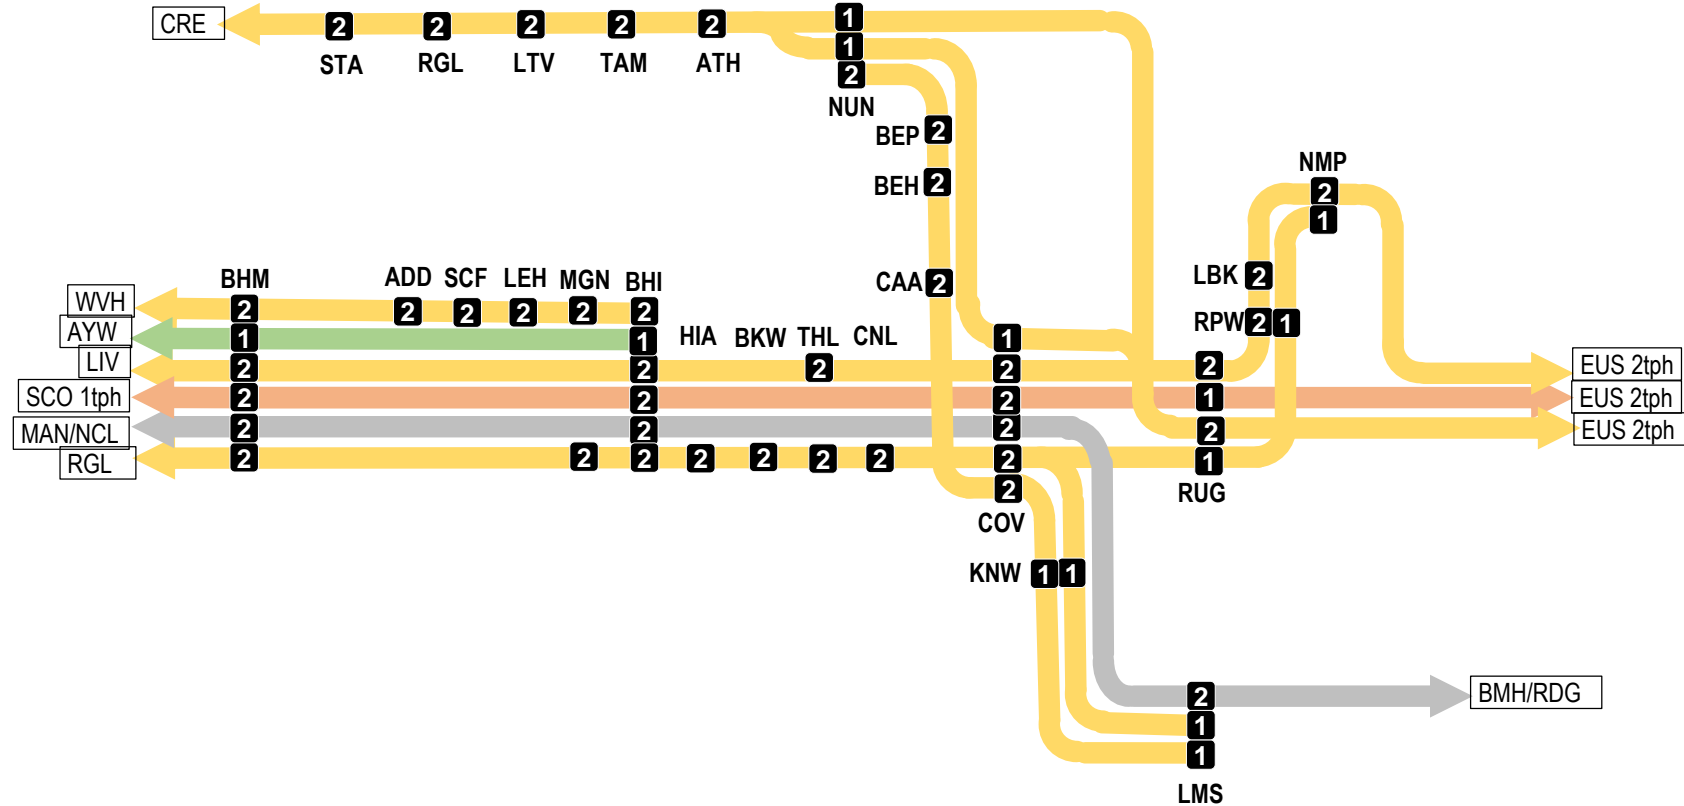 CRE 2 2 2 2 2 1
STA RGL LTV TAM ATH 1
2
NUN
BEP 2
BEH 2
NMP
2
1
CAA 2
LBK 2
RPW 2 1
BHM ADD SCF LEH MGN BHI
WVH 2 2 2 2 2 2
AYW 1 1 HIA BKW THL CNL 1
LIV 2 2 2 2 2 EUS 2tph
SCO 1tph 2 2 2 1 EUS 2tph
MAN/NCL 2 2 2 2 EUS 2tph
RGL 2 2 2 2 2 2 2 2 1
2 RUG
COV
KNW 1 1
2 BMH/RDG
1
1
LMS